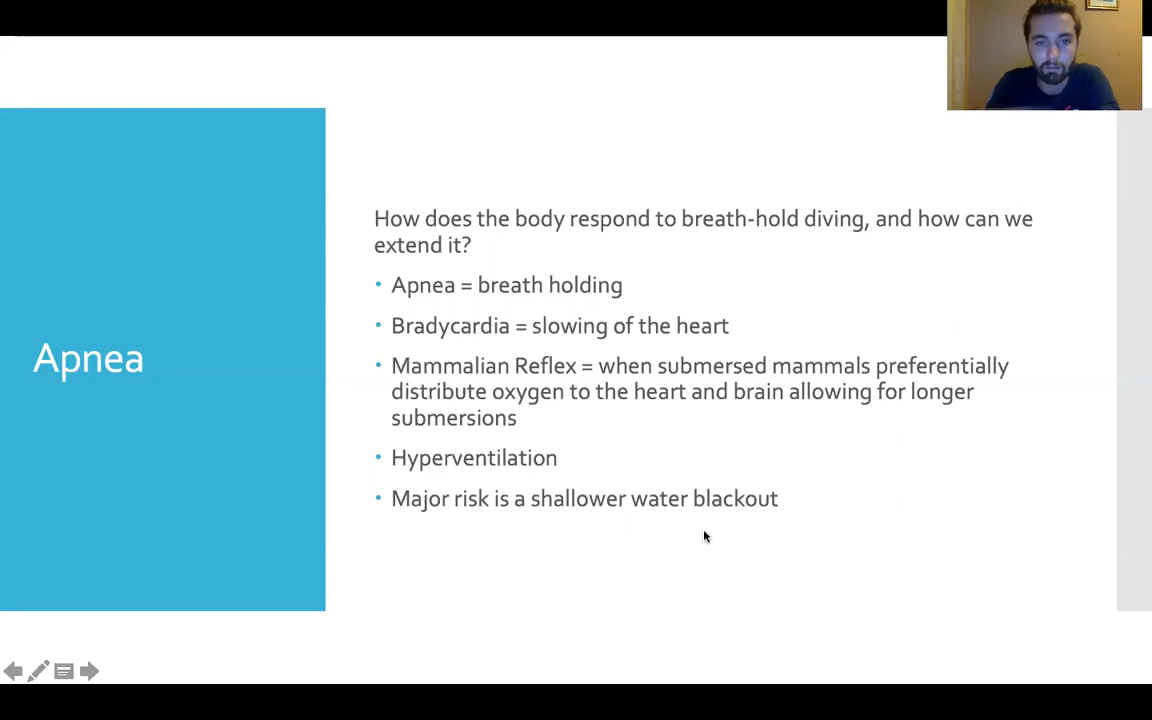 Apnea
How does the body respond to breath-hold diving, and how can we
extend it?
• Apnea = breath holding
• Bradycardia = slowing of the heart
• Mammalian Reflex = when submersed mammals preferentially
distribute oxygen to the heart and brain allowing for longer
submersions
• Hyperventilation
• Major risk is a shallower water blackout